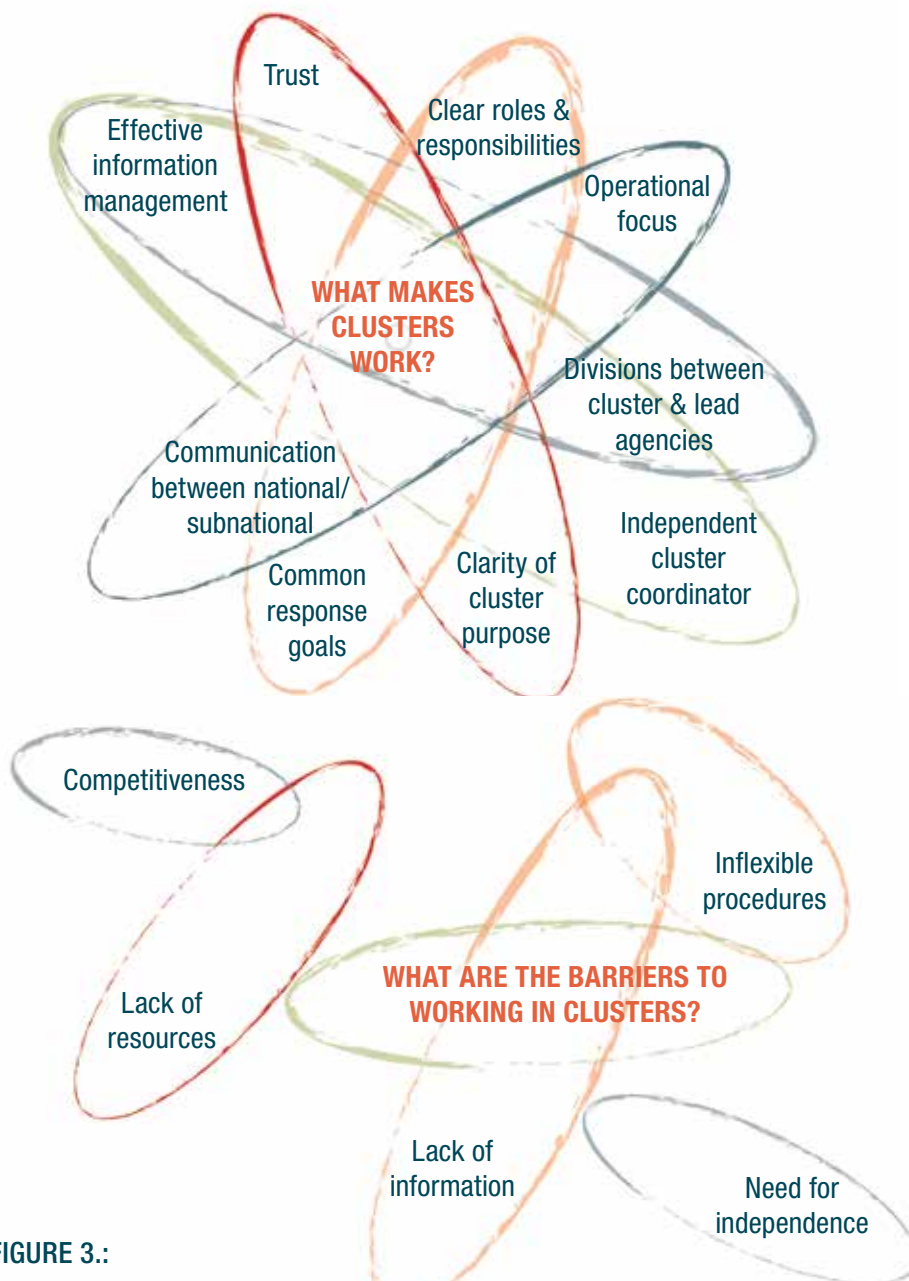 Trust
Clear roles &
responsibilities
Effective
information
management
Operational
focus
WHAT MAKES
CLUSTERS
WORK?
Divisions between
cluster & lead
agencies
Communication
between national/
subnational
Independent
cluster
coordinator
Common
response
goals
Clarity of
cluster
purpose
Competitiveness
Inflexible
procedures
WHAT ARE THE BARRIERS TO
WORKING IN CLUSTERS?
Lack of
resources
Lack of
information
Need for
independence
FIGURE 3.: